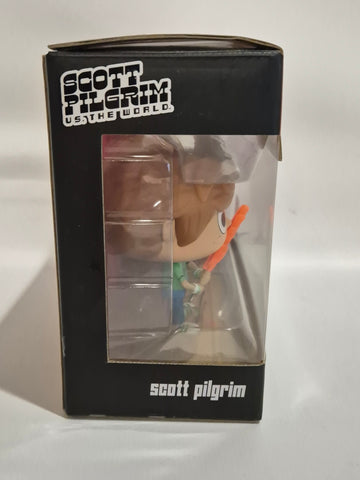 SCOTT
PILGRIM
VS. THE WORLD.
scott pilgrim